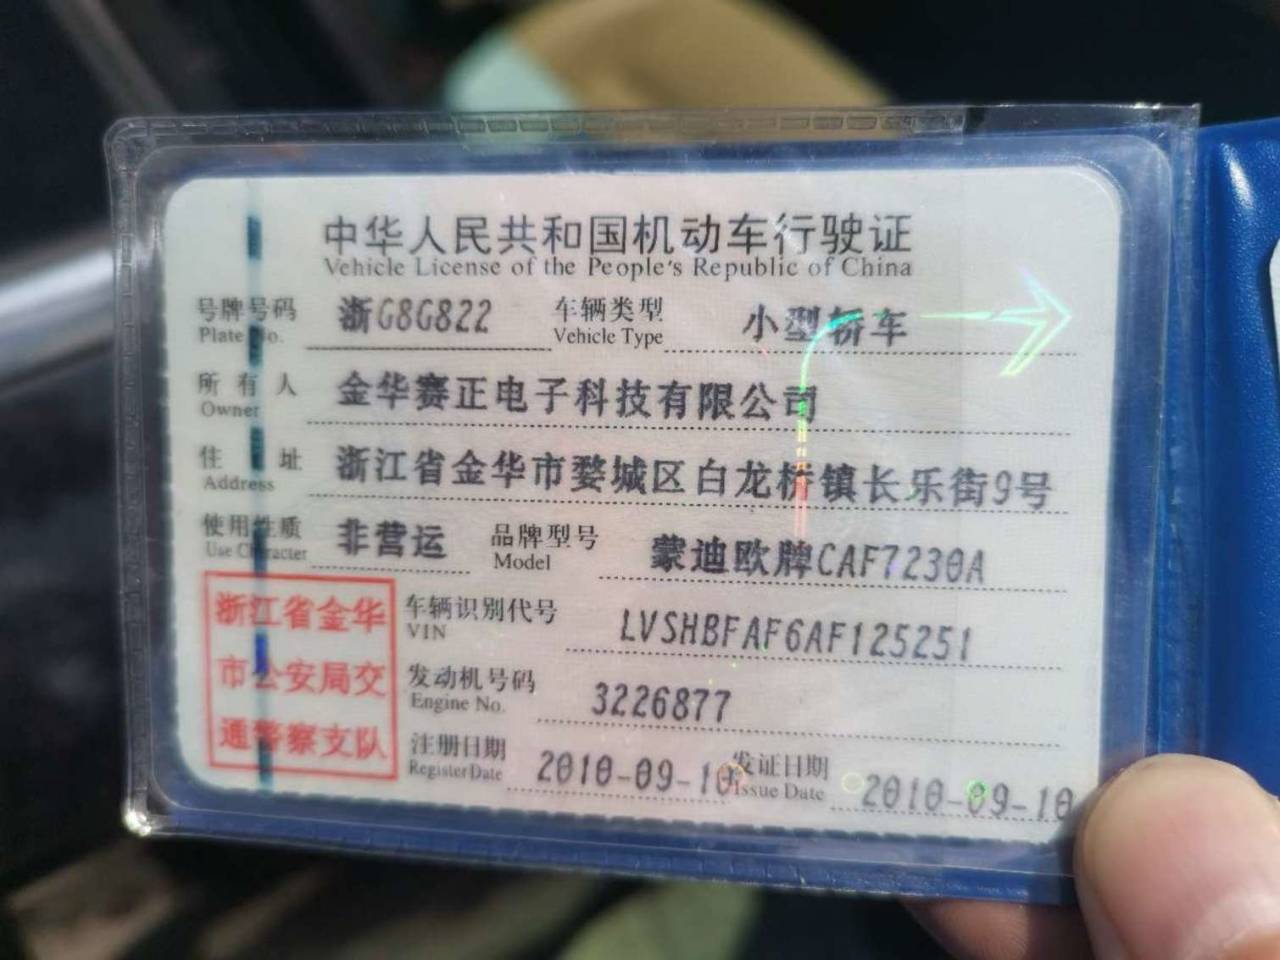 中华人民共和国机动车行驶证
Vehicle License of the People's Republic of China
号牌号码 浙G8G822 车辆类型 小型轿车
Plate No. Vehicle Type
所有人 金华赛正电子科技有限公司
Owner
住址 浙江省金华市婺城区白龙桥镇长乐街9号
Address
使用性质 非营运 品牌型号 蒙迪欧牌CAF7230A
Use Character Model
浙江省金华
市公安局交
通警察支队
车辆识别代号 LVSHBFAF6AF125251
VIN
发动机号码 3226877
Engine No.
注册日期 2010-09-10 发证日期 2010-09-10
Register Date Issue Date